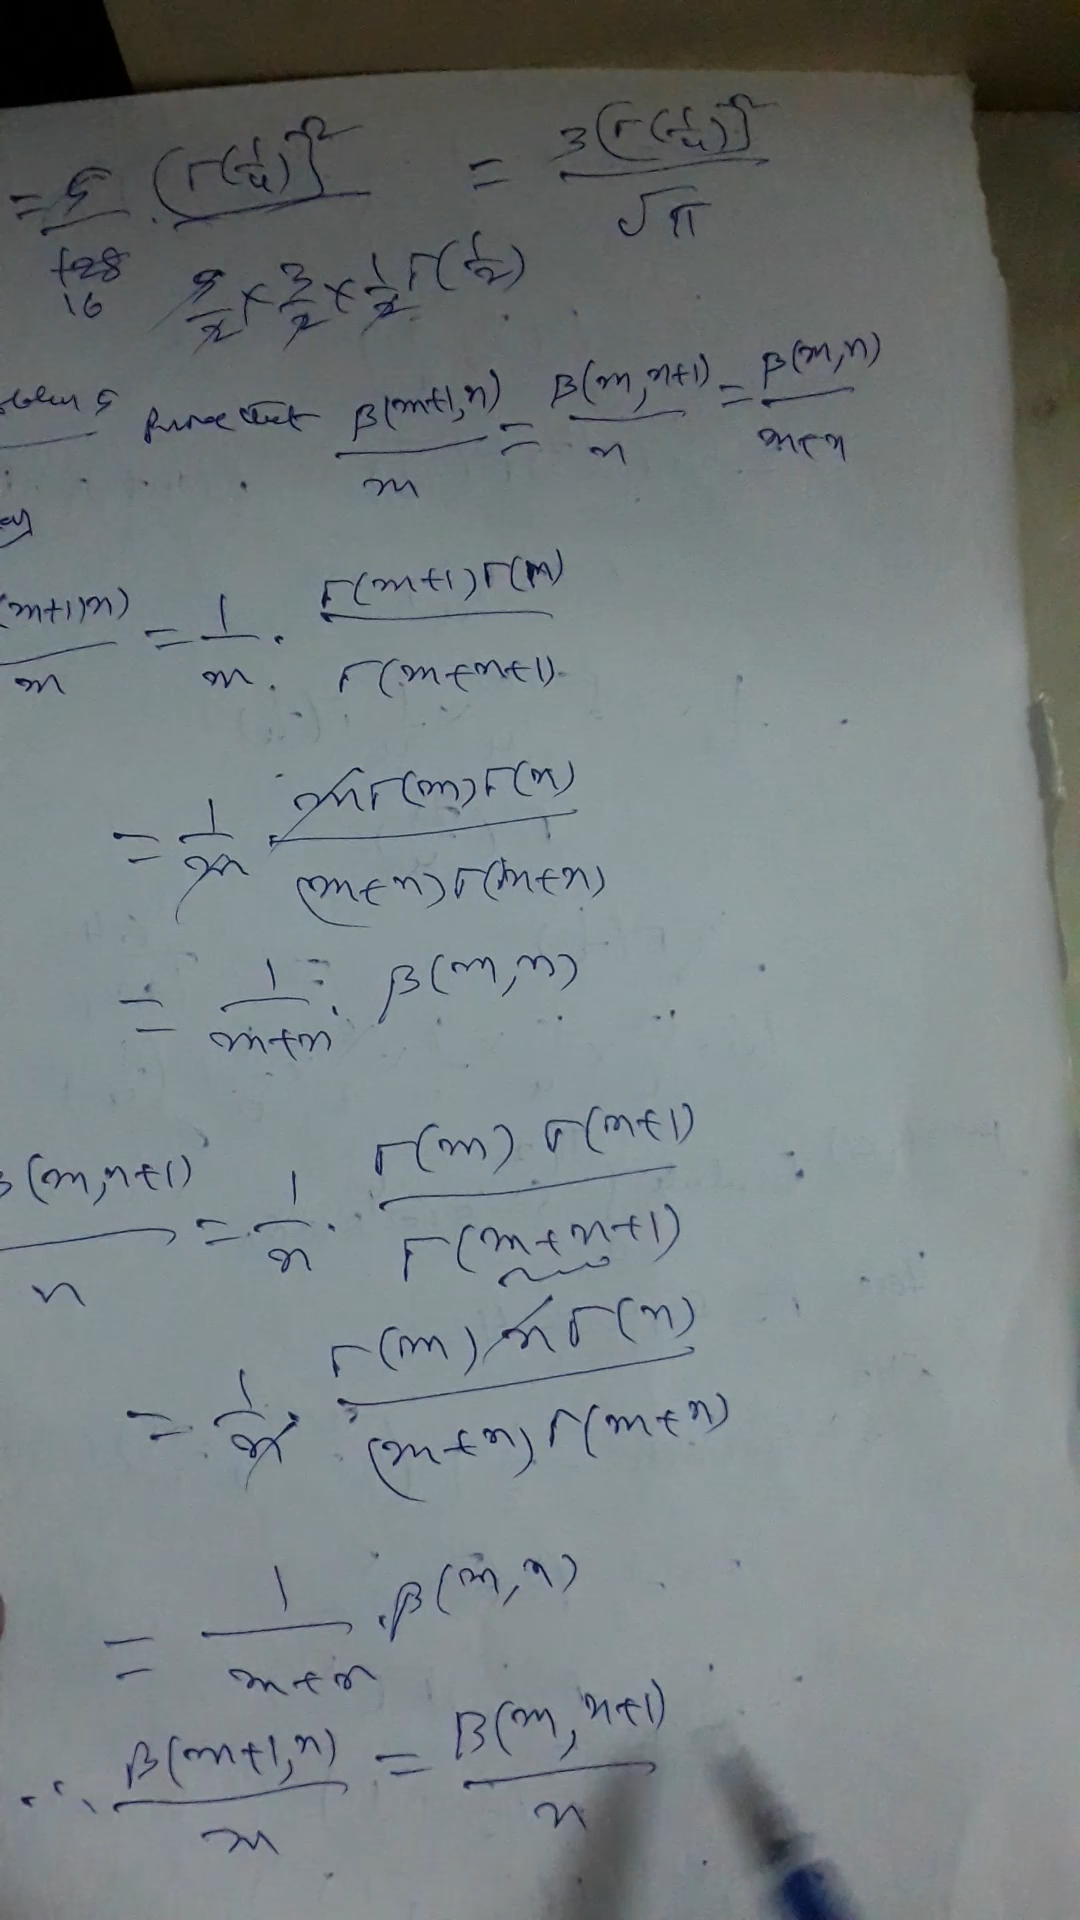 = 5/128 · [Γ(1/4)]² / = 3[Γ(1/4)]²/√π
16 5/2 × 3/2 × 1/2 Γ(1/2)
Prove that β(m+1,n)/m = β(m,n+1)/n = β(m,n)/m+n
(m+1,n)/m = 1/m · Γ(m+1)Γ(n)/Γ(m+n+1)
= 1/m mΓ(m)Γ(n)/(m+n)Γ(m+n)
= 1/m+n · β(m,n)
β(m,n+1)/n = 1/n · Γ(m) Γ(n+1)/Γ(m+n+1)
= 1/n · Γ(m) nΓ(n)/(m+n)Γ(m+n)
= 1/m+n · β(m,n)
∴ β(m+1,n)/m = β(m,n+1)/n